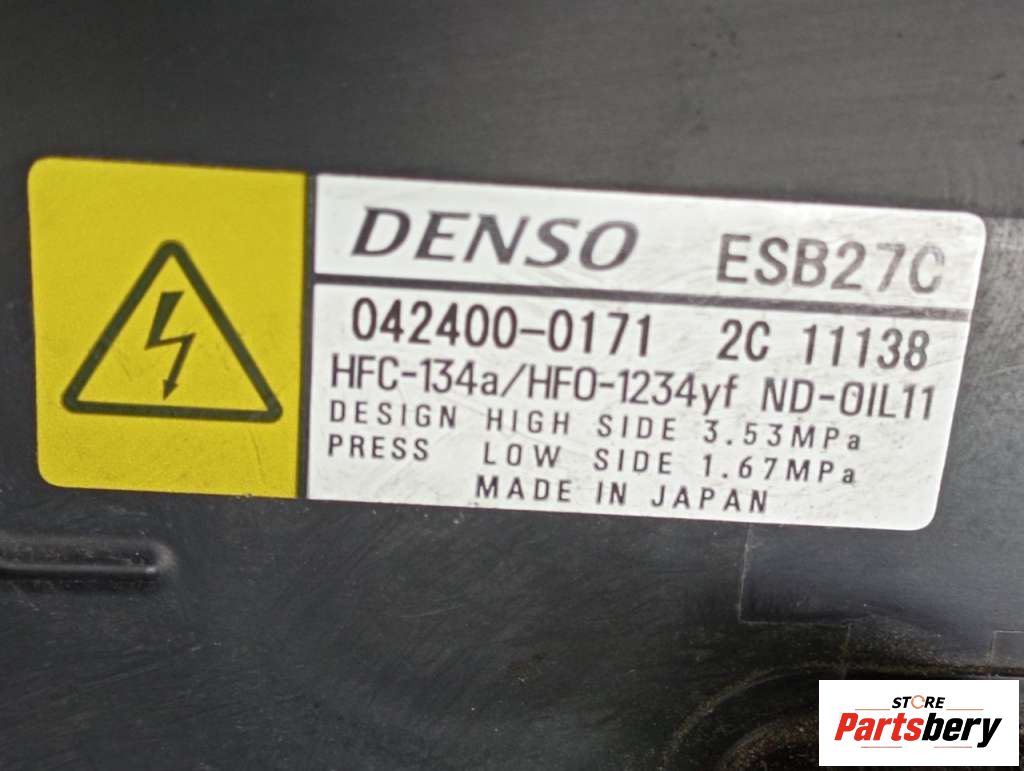 DENSO ESB27C
042400-0171 2C 11138
HFC-134a/HFO-1234yf ND-OIL11
DESIGN HIGH SIDE 3.53MPa
PRESS LOW SIDE 1.67MPa
MADE IN JAPAN
STORE
Partsbery